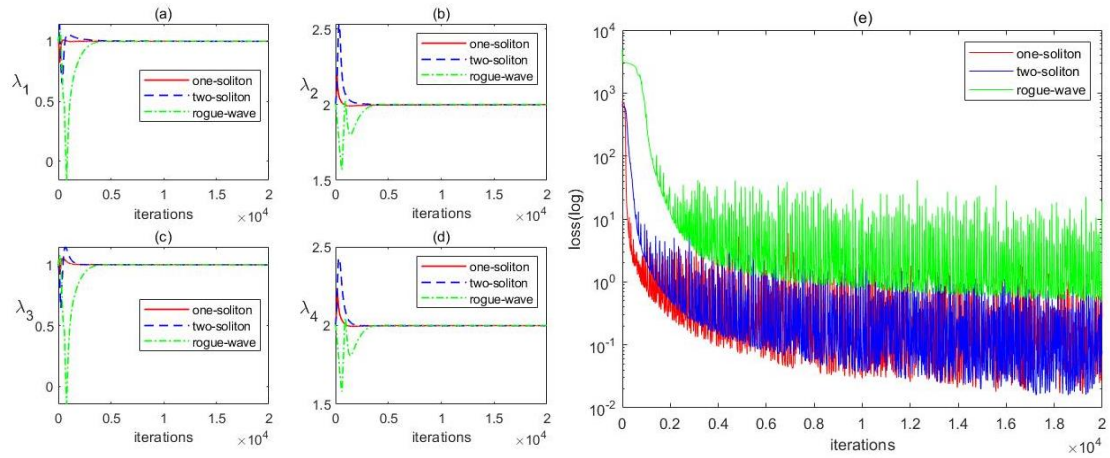 (a)
1
0.5
0
λ1
one-soliton
two-soliton
rogue-wave
0
0.5
1
1.5
2
iterations
×10^4
(b)
2.5
2
1.5
λ2
one-soliton
two-soliton
rogue-wave
0
0.5
1
1.5
2
iterations
×10^4
(c)
1
0.5
0
λ3
one-soliton
two-soliton
rogue-wave
0
0.5
1
1.5
2
iterations
×10^4
(d)
2.5
2
1.5
λ4
one-soliton
two-soliton
rogue-wave
0
0.5
1
1.5
2
iterations
×10^4
(e)
10^4
10^3
10^2
10^1
10^0
10^-1
10^-2
loss(log)
one-soliton
two-soliton
rogue-wave
0
0.2
0.4
0.6
0.8
1
1.2
1.4
1.6
1.8
2
iterations
×10^4